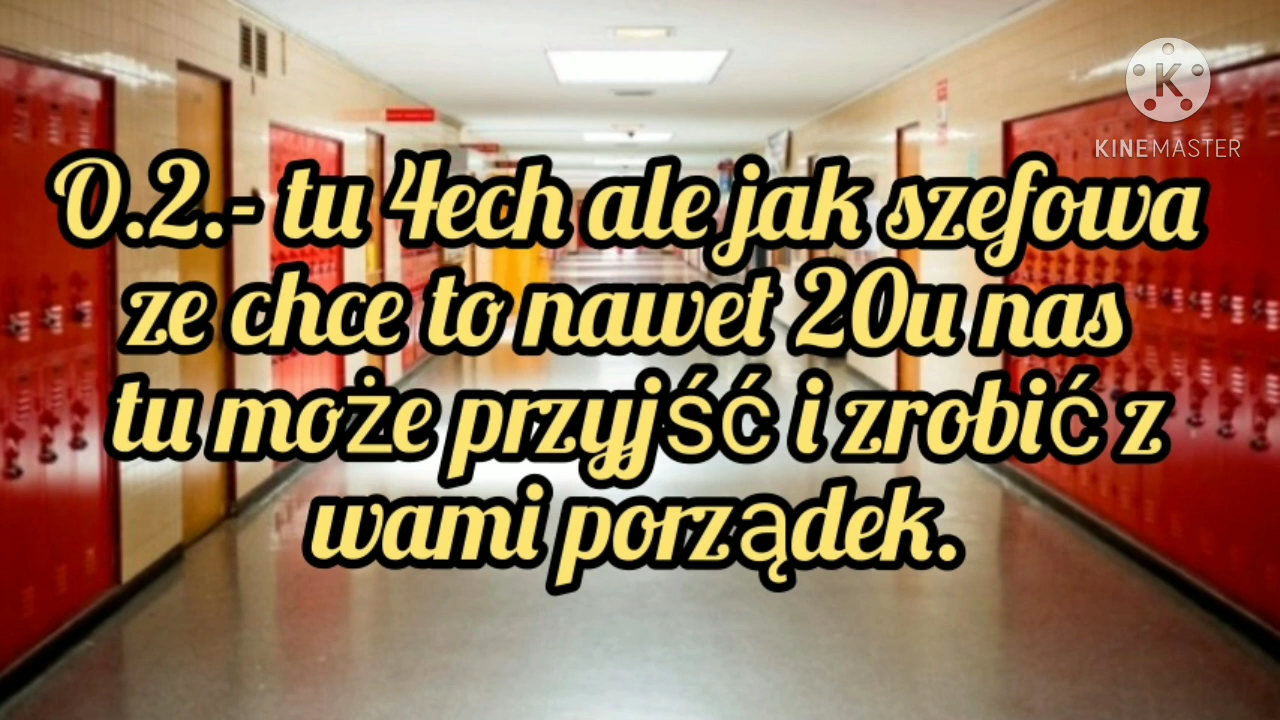 KINEMASTER
O.2.- tu 4ech ale jak szefowa
ze chce to nawet 20u nas
tu może przyjść i zrobić z
wami porządek.